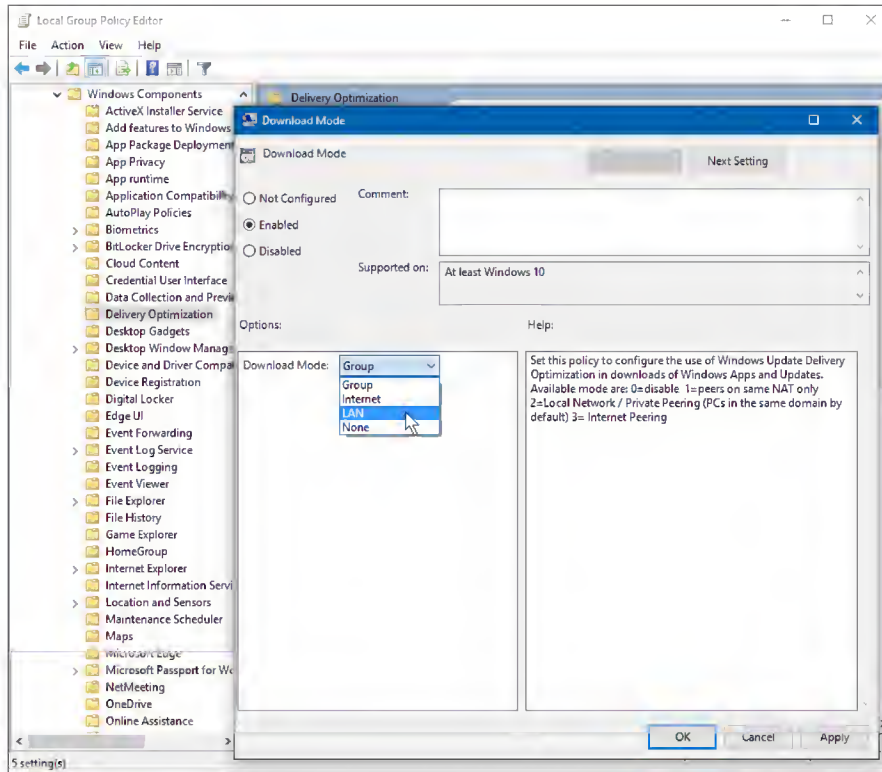 Local Group Policy Editor
File Action View Help
Windows Components
ActiveX Installer Service
Add features to Windows
App Package Deployment
App Privacy
App runtime
Application Compatibility
AutoPlay Policies
Biometrics
BitLocker Drive Encryptio
Cloud Content
Credential User Interface
Data Collection and Previ
Delivery Optimization
Desktop Gadgets
Desktop Window Manag
Device and Driver Compa
Device Registration
Digital Locker
Edge UI
Event Forwarding
Event Log Service
Event Logging
Event Viewer
File Explorer
File History
Game Explorer
HomeGroup
Internet Explorer
Internet Information Servi
Location and Sensors
Maintenance Scheduler
Maps
Microsoft Edge
Microsoft Passport for Wo
NetMeeting
OneDrive
Online Assistance
5 setting(s)
Delivery Optimization
Download Mode
Download Mode
Next Setting
Not Configured
Enabled
Disabled
Comment:
Supported on:
At least Windows 10
Options:
Help:
Download Mode:
Group
Group
Internet
LAN
None
Set this policy to configure the use of Windows Update Delivery
Optimization in downloads of Windows Apps and Updates.
Available mode are: 0=disable 1=peers on same NAT only
2=Local Network / Private Peering (PCs in the same domain by
default) 3= Internet Peering
OK Cancel Apply